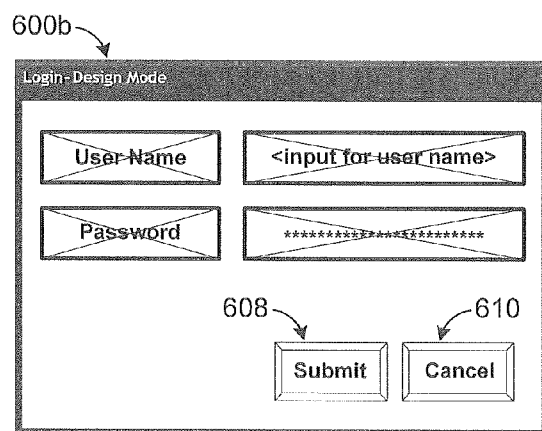 600b
Login-Design Mode
User Name <input for user name>
Password ************************
608 610
Submit Cancel